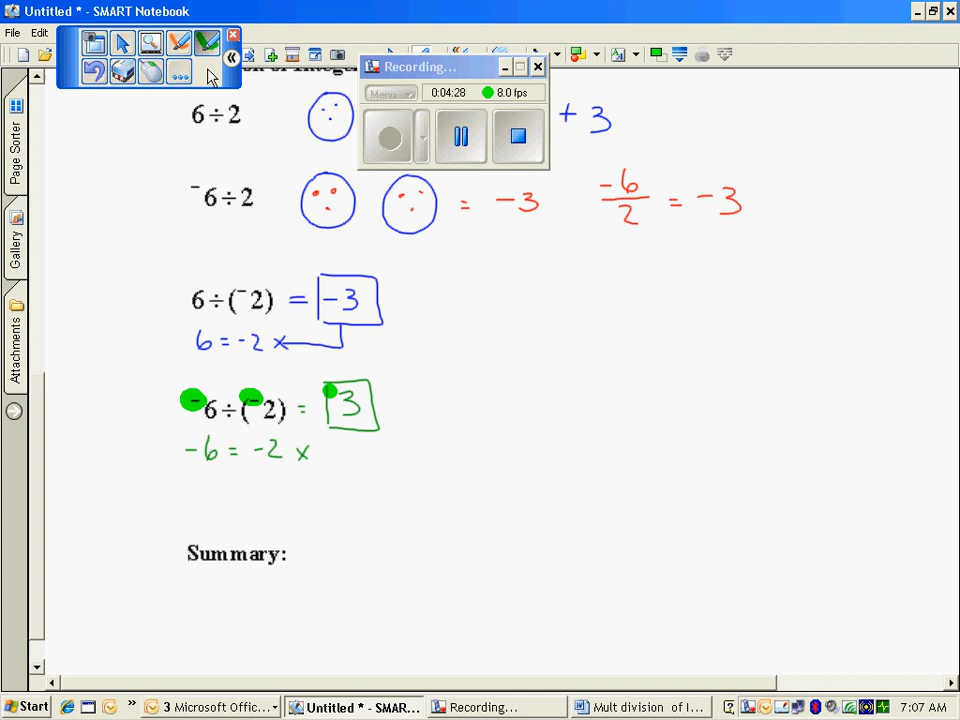 Untitled * - SMART Notebook
File Edit
Recording...
Menu 0:04:28 8.0 fps
Page Sorter
Gallery
Attachments
6 ÷ 2 + 3
⁻6 ÷ 2 = -3 -6/2 = -3
6 ÷ (⁻2) = -3
6 = -2 x
⁻6 ÷ (⁻2) = 3
-6 = -2 x
Summary:
Start » 3 Microsoft Offic... Untitled * - SMAR... Recording... Mult division of I... 7:07 AM